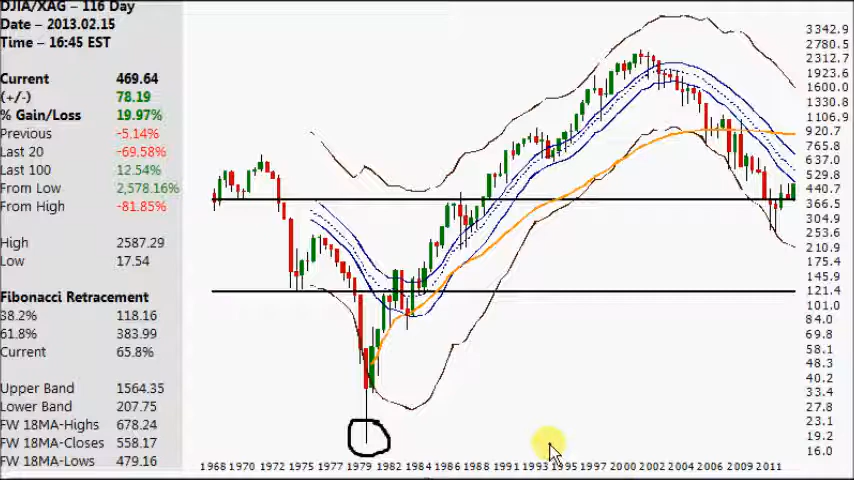 DJIA/XAG – 116 Day
Date – 2013.02.15
Time – 16:45 EST
Current 469.64
(+/-) 78.19
% Gain/Loss 19.97%
Previous -5.14%
Last 20 -69.58%
Last 100 12.54%
From Low 2,578.16%
From High -81.85%
High 2587.29
Low 17.54
Fibonacci Retracement
38.2% 118.16
61.8% 383.99
Current 65.8%
Upper Band 1564.35
Lower Band 207.75
FW 18MA-Highs 678.24
FW 18MA-Closes 558.17
FW 18MA-Lows 479.16
3342.9
2780.5
2312.7
1923.6
1600.0
1330.8
1106.9
920.7
765.8
637.0
529.8
440.7
366.5
304.9
253.6
210.9
175.4
145.9
121.4
101.0
84.0
69.8
58.1
48.3
40.2
33.4
27.8
23.1
19.2
16.0
1968 1970 1972 1975 1977 1979 1982 1984 1986 1988 1991 1993 1995 1997 2000 2002 2004 2006 2009 2011